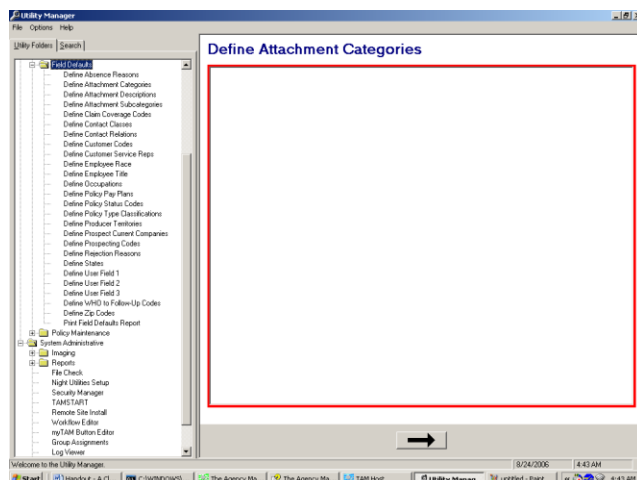 Utility Manager
File Options Help
Utility Folders Search
Define Attachment Categories
Field Defaults
Define Absence Reasons
Define Attachment Categories
Define Attachment Descriptions
Define Attachment Subcategories
Define Claim Coverage Codes
Define Contact Classes
Define Contact Relations
Define Customer Codes
Define Customer Service Reps
Define Employee Race
Define Employee Title
Define Occupations
Define Policy Pay Plans
Define Policy Status Codes
Define Policy Type Classifications
Define Producer Territories
Define Prospect Current Companies
Define Prospecting Codes
Define Rejection Reasons
Define States
Define User Field 1
Define User Field 2
Define User Field 3
Define WHO to Follow-Up Codes
Define Zip Codes
Print Field Defaults Report
Policy Maintenance
System Administrative
Imaging
Reports
File Check
Night Utilities Setup
Security Manager
TAMSTART
Remote Site Install
Workflow Editor
myTAM Button Editor
Group Assignments
Log Viewer
Welcome to the Utility Manager. 8/24/2006 4:43 AM
Start Handout - A Cl... C:\WINDOWS\... The Agency Ma... The Agency Ma... TAM Host Utility Manag... untitled - Paint 4:43 AM